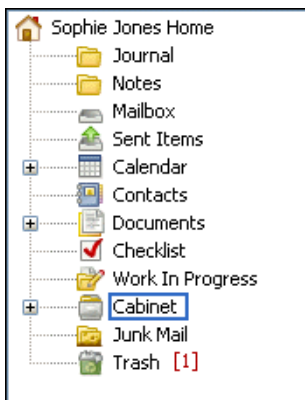 Sophie Jones Home
Journal
Notes
Mailbox
Sent Items
Calendar
Contacts
Documents
Checklist
Work In Progress
Cabinet
Junk Mail
Trash [1]